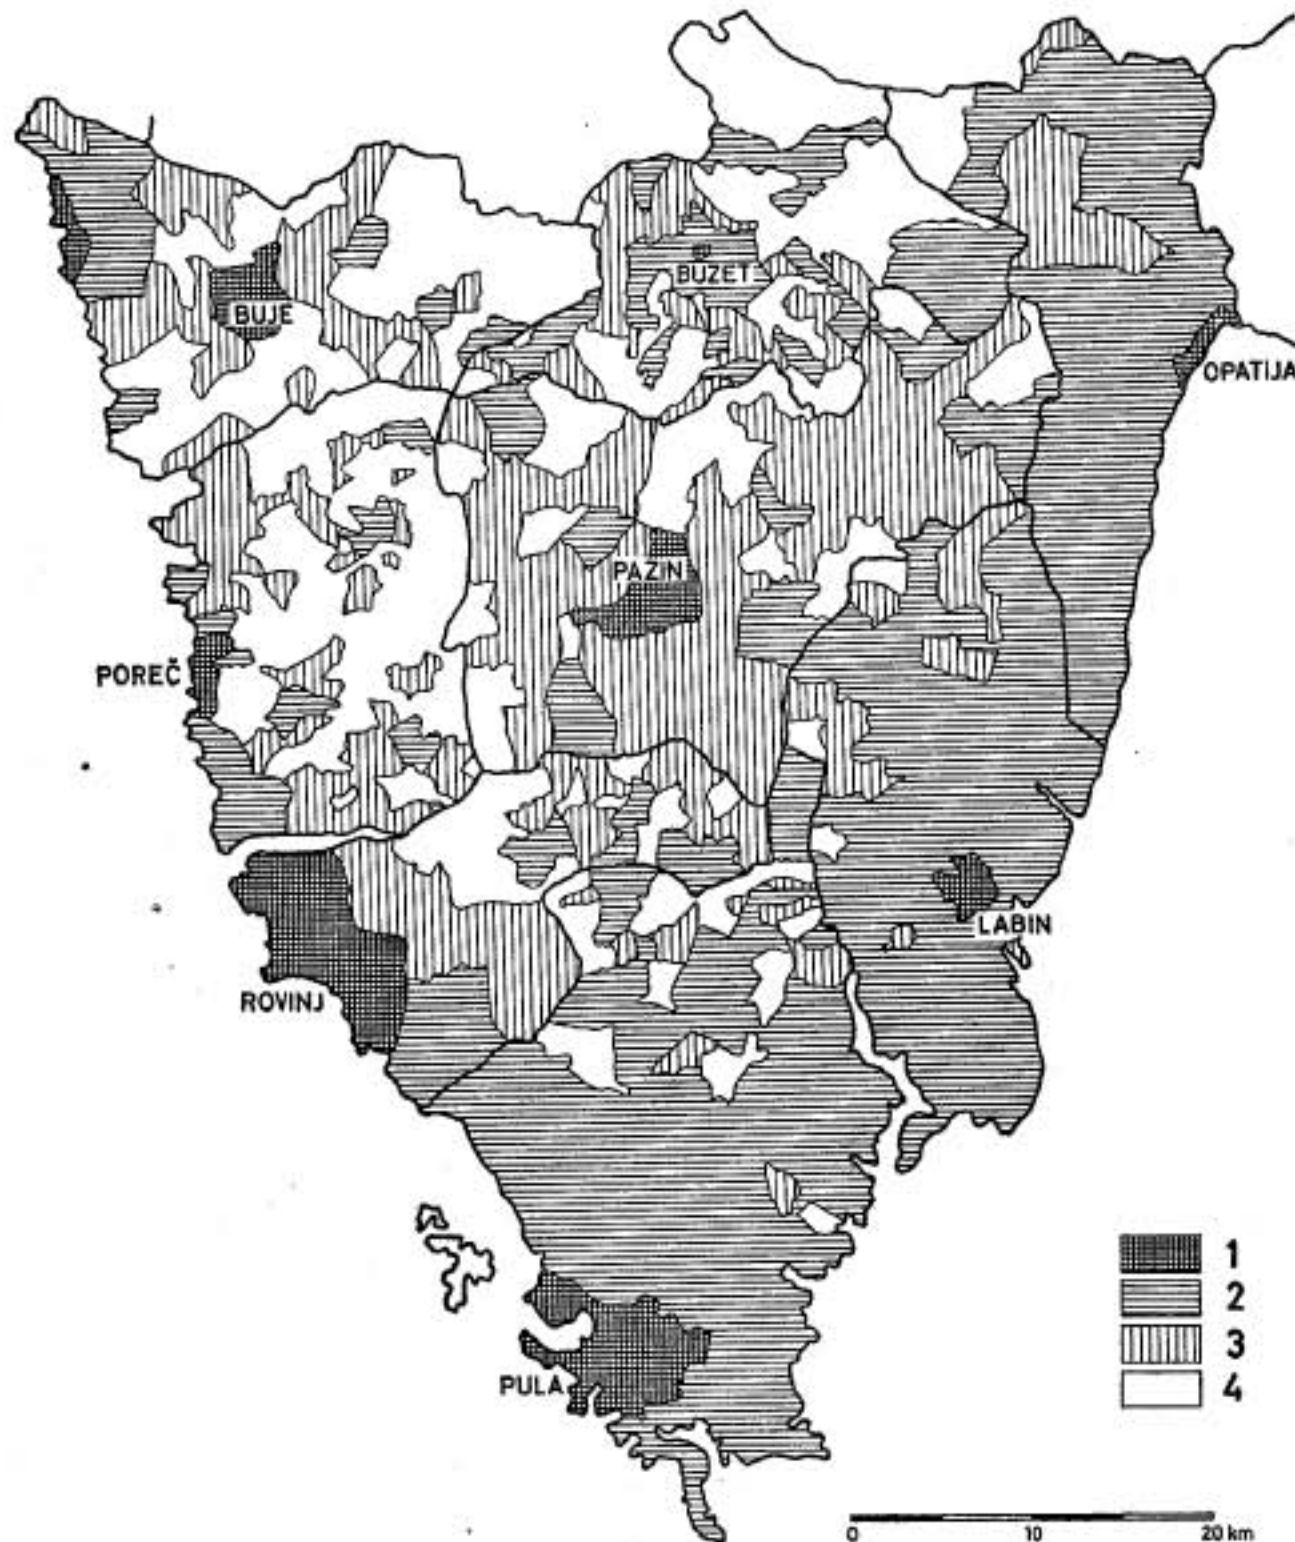 BUZET
BUJE
OPATIJA
PAZIN
POREČ
LABIN
ROVINJ
PULA
1
2
3
4
0 10 20 km